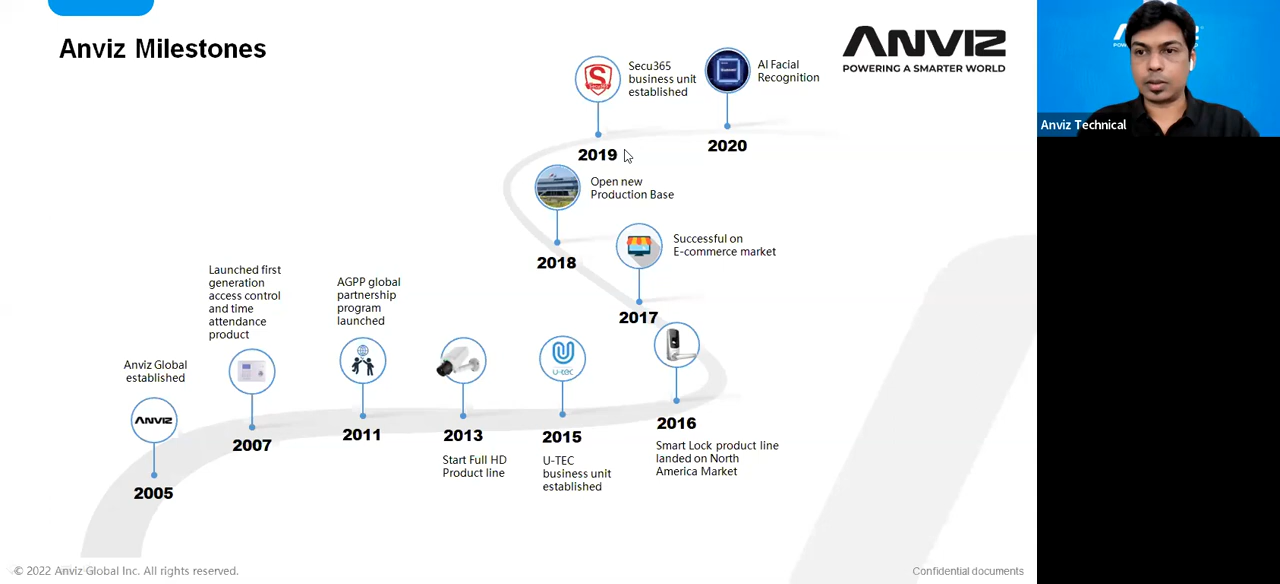 Anviz Milestones
ANVIZ
POWERING A SMARTER WORLD
Secu365
business unit
established
AI Facial
Recognition
2019
2020
Open new
Production Base
2018
Successful on
E-commerce market
2017
Launched first
generation
access control
and time
attendance
product
AGPP global
partnership
program
launched
Anviz Global
established
ANVIZ
2005
2007
2011
2013
Start Full HD
Product line
U-TEC
2015
U-TEC
business unit
established
2016
Smart Lock product line
landed on North
America Market
© 2022 Anviz Global Inc. All rights reserved.
Confidential documents
Anviz Technical